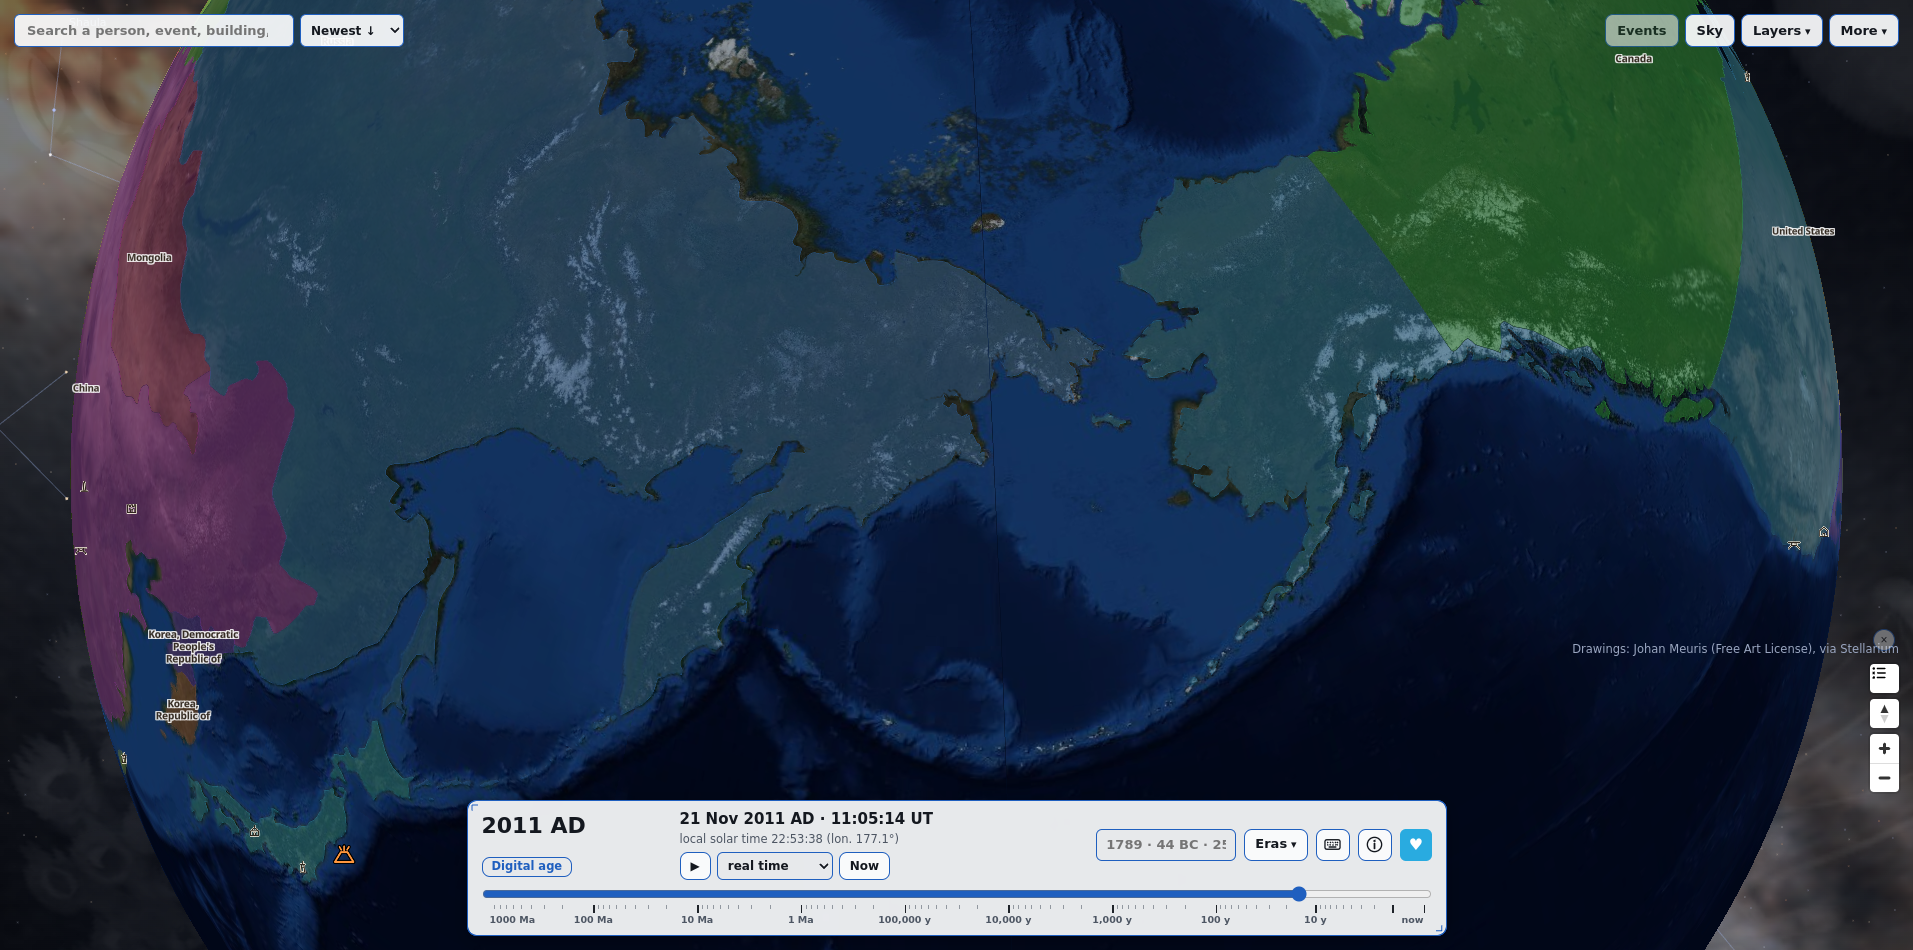 Search a person, event, building,
Newest ↓
Events
Sky
Layers ▾
More ▾
Canada
United States
Mongolia
China
Korea, Democratic
People's
Republic of
Korea,
Republic of
Drawings: Johan Meuris (Free Art License), via Stellarium
×
2011 AD
21 Nov 2011 AD · 11:05:14 UT
local solar time 22:53:38 (lon. 177.1°)
Digital age
▶
real time
Now
1789 · 44 BC · 25
Eras ▾
1000 Ma
100 Ma
10 Ma
1 Ma
100,000 y
10,000 y
1,000 y
100 y
10 y
now